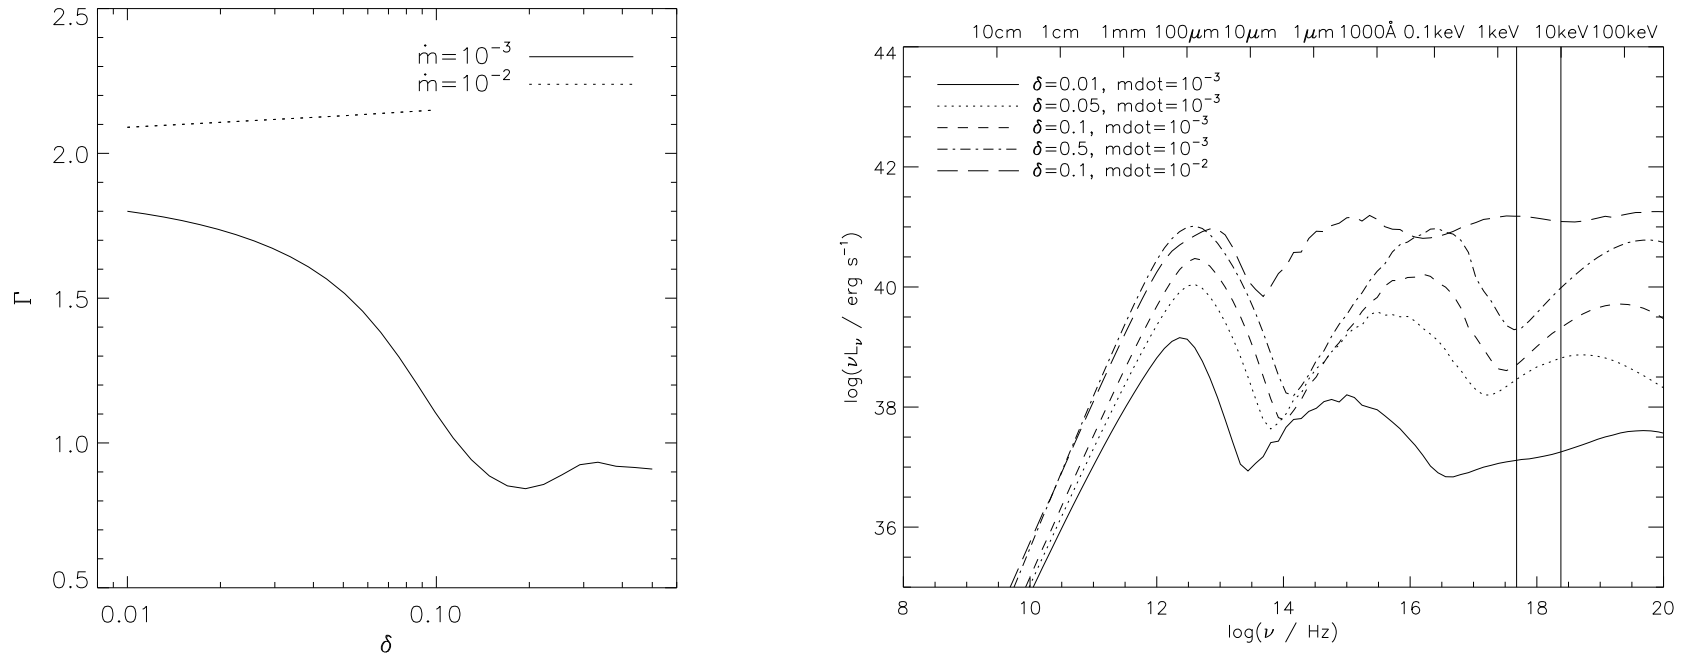 2.5
2.0
1.5
1.0
0.5
Γ
ṁ=10⁻³
ṁ=10⁻²
0.01 0.10
δ
10cm 1cm 1mm 100μm 10μm 1μm 1000Å 0.1keV 1keV 10keV 100keV
44
42
40
38
36
log(νLᵥ / erg s⁻¹)
δ=0.01, mdot=10⁻³
δ=0.05, mdot=10⁻³
δ=0.1, mdot=10⁻³
δ=0.5, mdot=10⁻³
δ=0.1, mdot=10⁻²
8 10 12 14 16 18 20
log(ν / Hz)